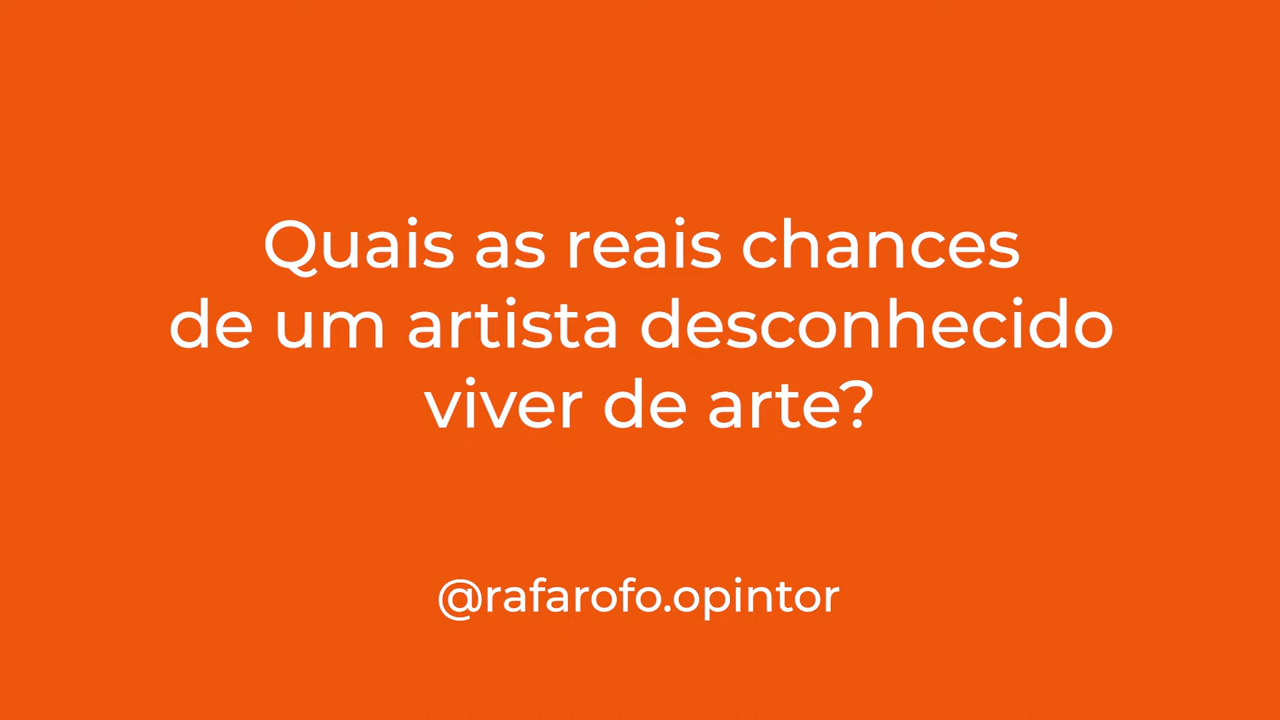 Quais as reais chances
de um artista desconhecido
viver de arte?
@rafarofo.opintor